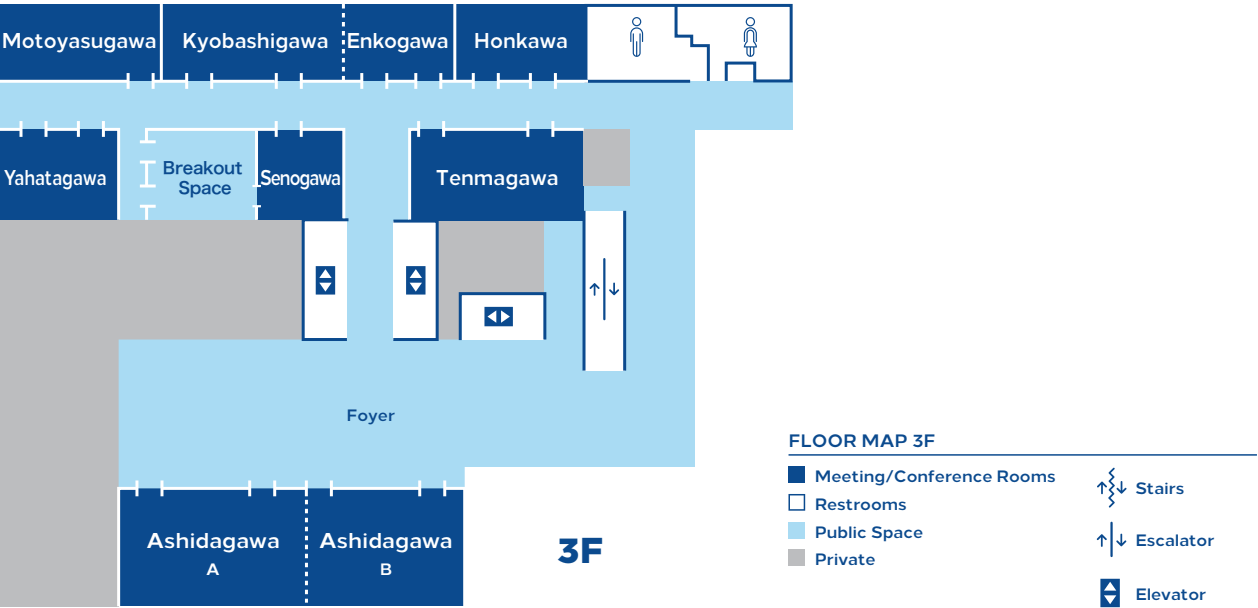 Motoyasugawa
Kyobashigawa
Enkogawa
Honkawa
Yahatagawa
Breakout
Space
Senogawa
Tenmagawa
Foyer
Ashidagawa
A
Ashidagawa
B
3F
FLOOR MAP 3F
Meeting/Conference Rooms
Restrooms
Public Space
Private
Stairs
Escalator
Elevator